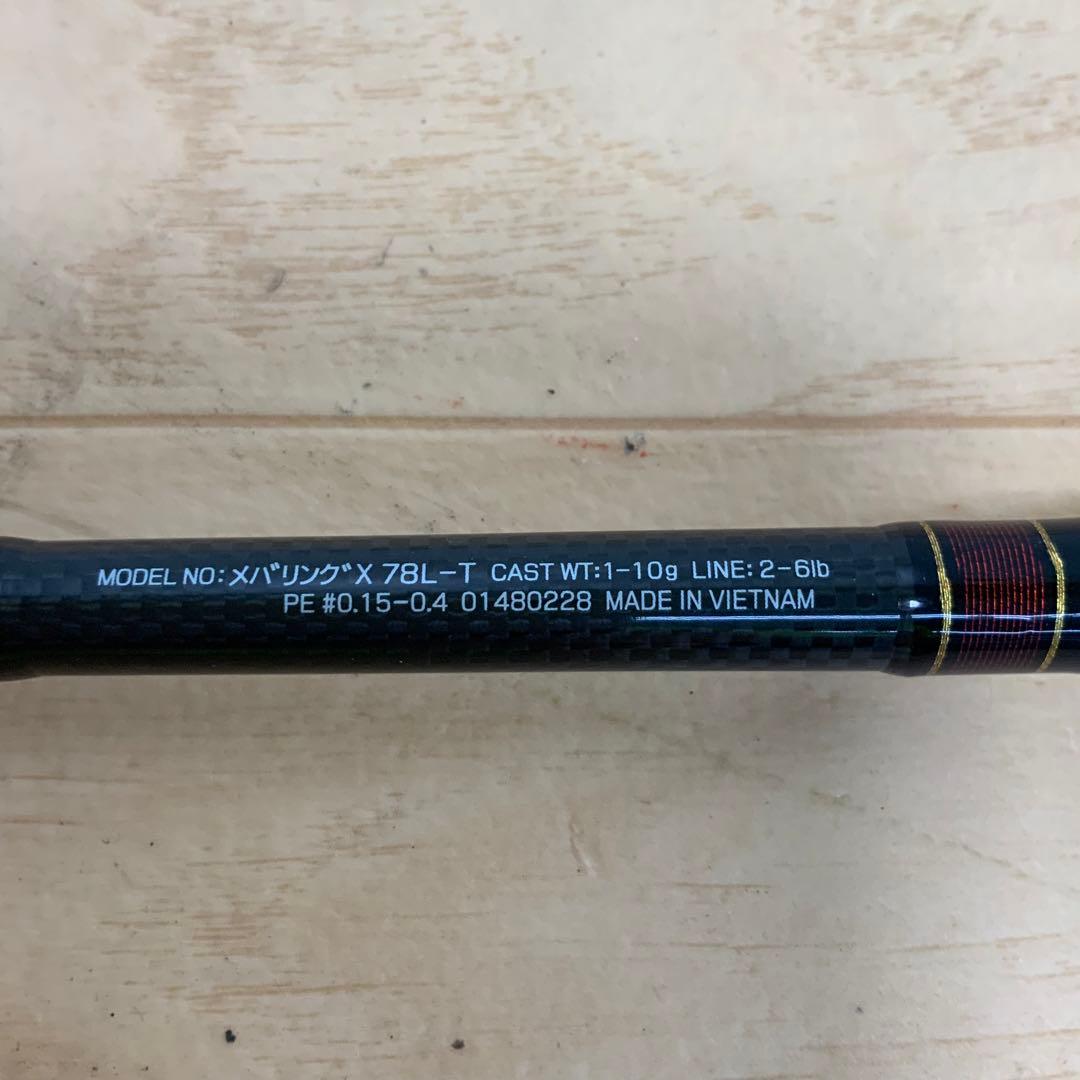 MODEL NO: メバリングX 78L-T CAST WT:1-10g LINE: 2-6lb
PE #0.15-0.4 01480228 MADE IN VIETNAM